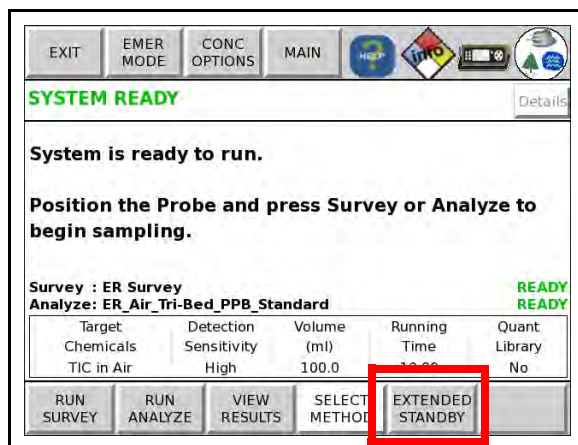 EXIT EMER MODE CONC OPTIONS MAIN HELP info
SYSTEM READY Details
System is ready to run.
Position the Probe and press Survey or Analyze to
begin sampling.
Survey : ER Survey READY
Analyze: ER_Air_Tri-Bed_PPB_Standard READY
Target Detection Volume Running Quant
Chemicals Sensitivity (ml) Time Library
TIC in Air High 100.0 10.00 No
RUN RUN VIEW SELECT EXTENDED
SURVEY ANALYZE RESULTS METHOD STANDBY